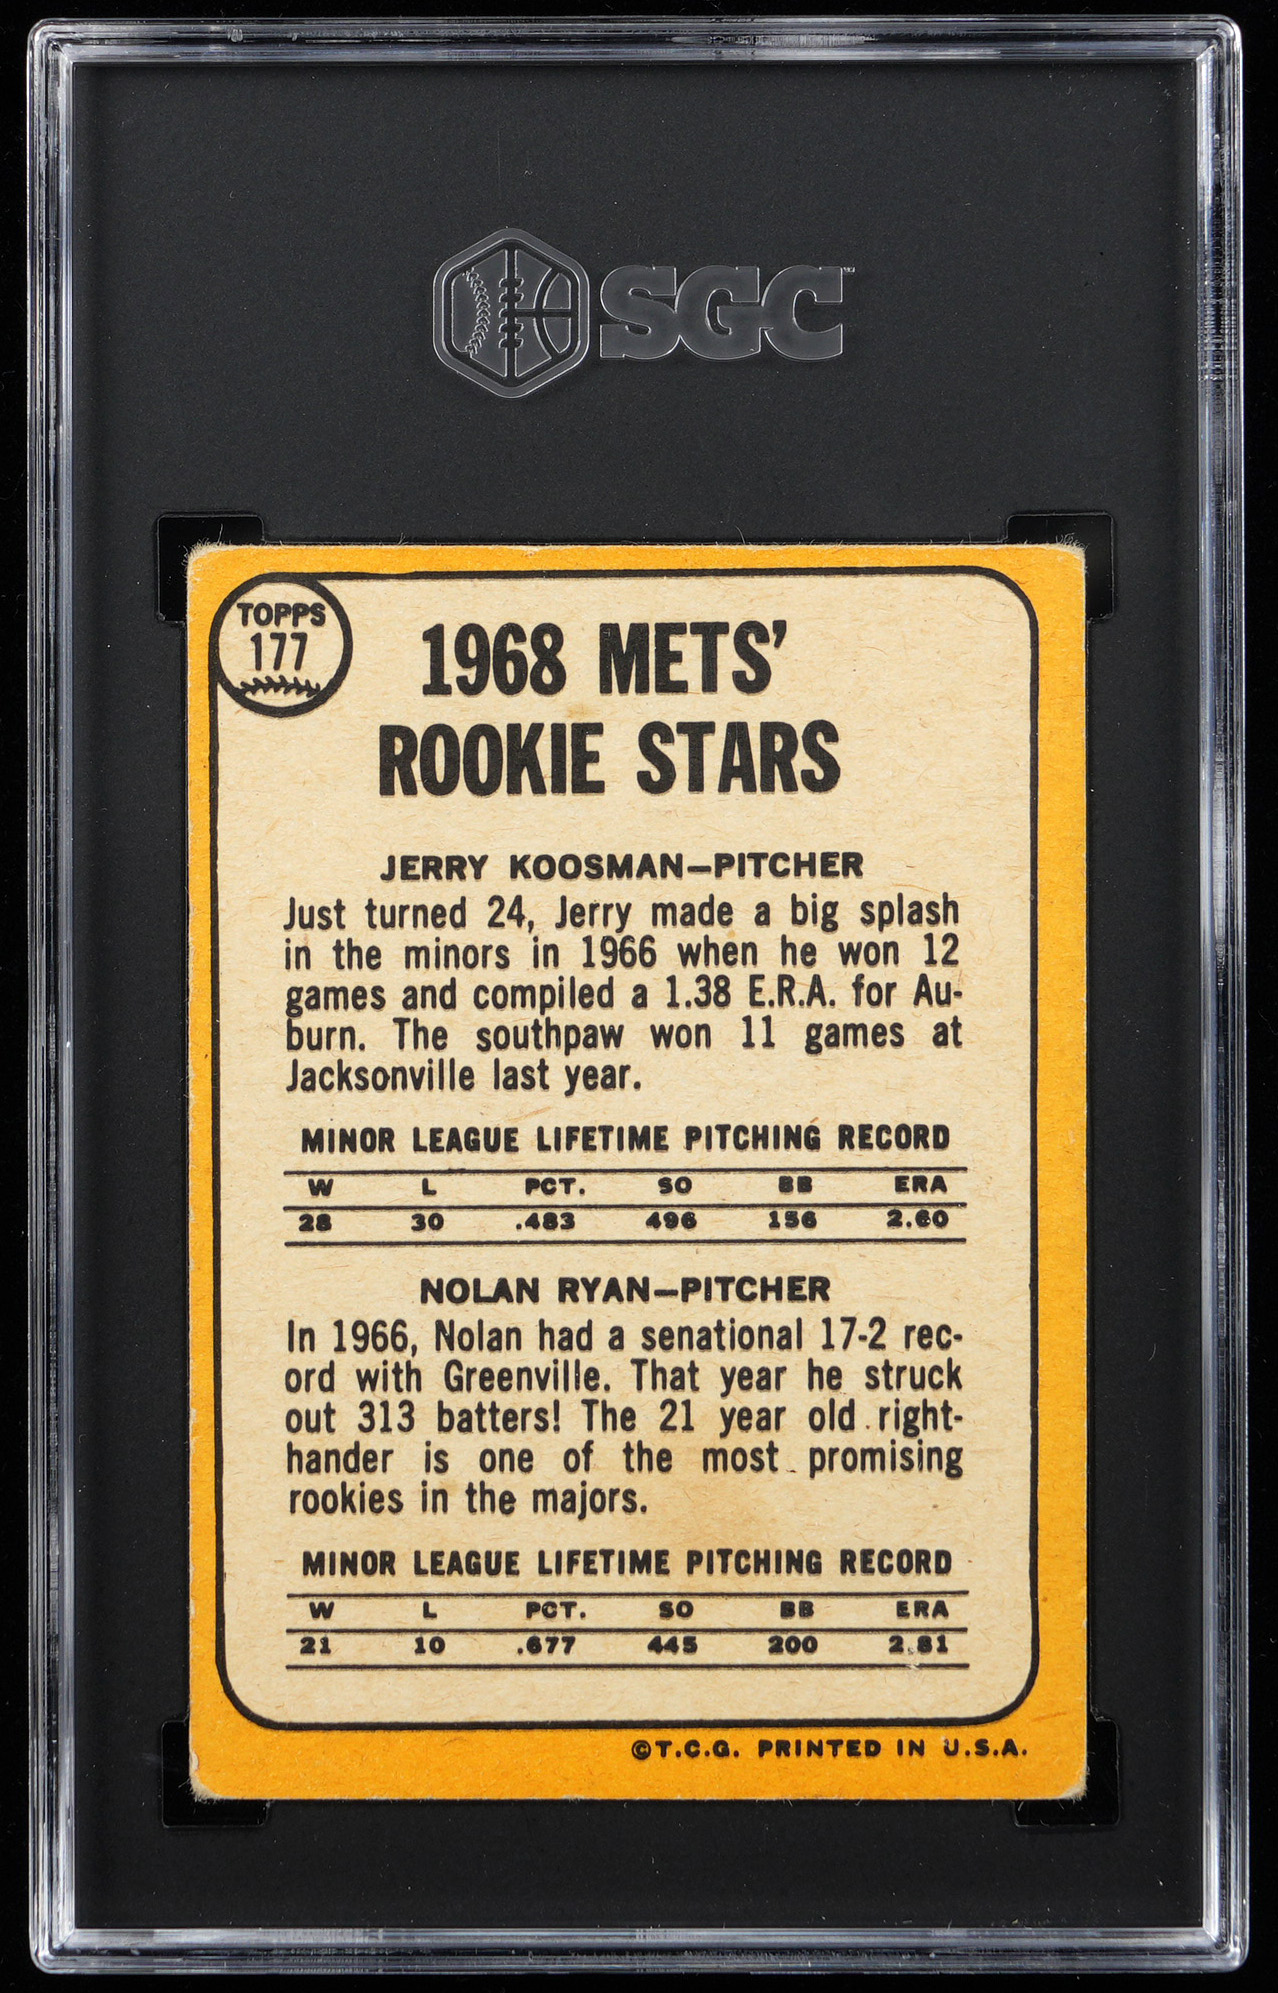 SGC
TOPPS
177
1968 METS'
ROOKIE STARS
JERRY KOOSMAN—PITCHER
Just turned 24, Jerry made a big splash
in the minors in 1966 when he won 12
games and compiled a 1.38 E.R.A. for Au-
burn. The southpaw won 11 games at
Jacksonville last year.
MINOR LEAGUE LIFETIME PITCHING RECORD
W L PCT. SO BB ERA
28 30 .483 496 156 2.60
NOLAN RYAN—PITCHER
In 1966, Nolan had a senational 17-2 rec-
ord with Greenville. That year he struck
out 313 batters! The 21 year old right-
hander is one of the most promising
rookies in the majors.
MINOR LEAGUE LIFETIME PITCHING RECORD
W L PCT. SO BB ERA
21 10 .677 445 200 2.81
©T.C.G. PRINTED IN U.S.A.